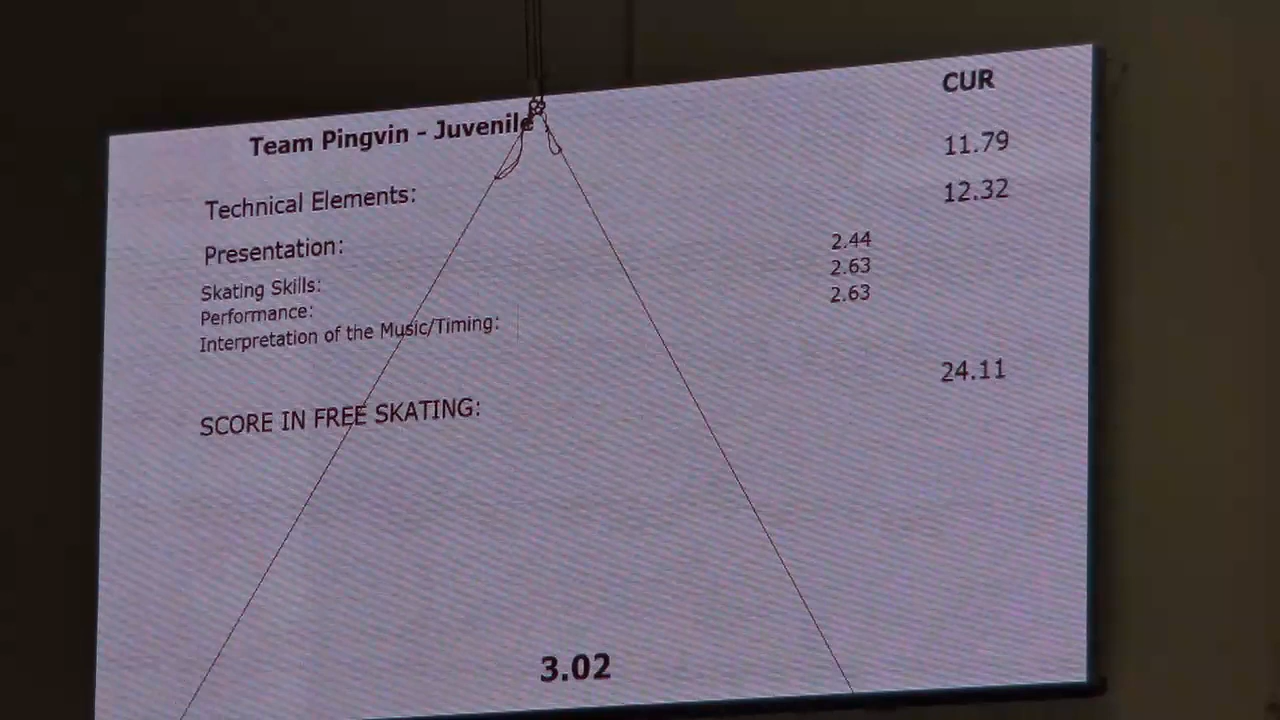 CUR
Team Pingvin - Juvenile
Technical Elements: 11.79
Presentation: 12.32
Skating Skills: 2.44
Performance: 2.63
Interpretation of the Music/Timing: 2.63
SCORE IN FREE SKATING: 24.11
3.02